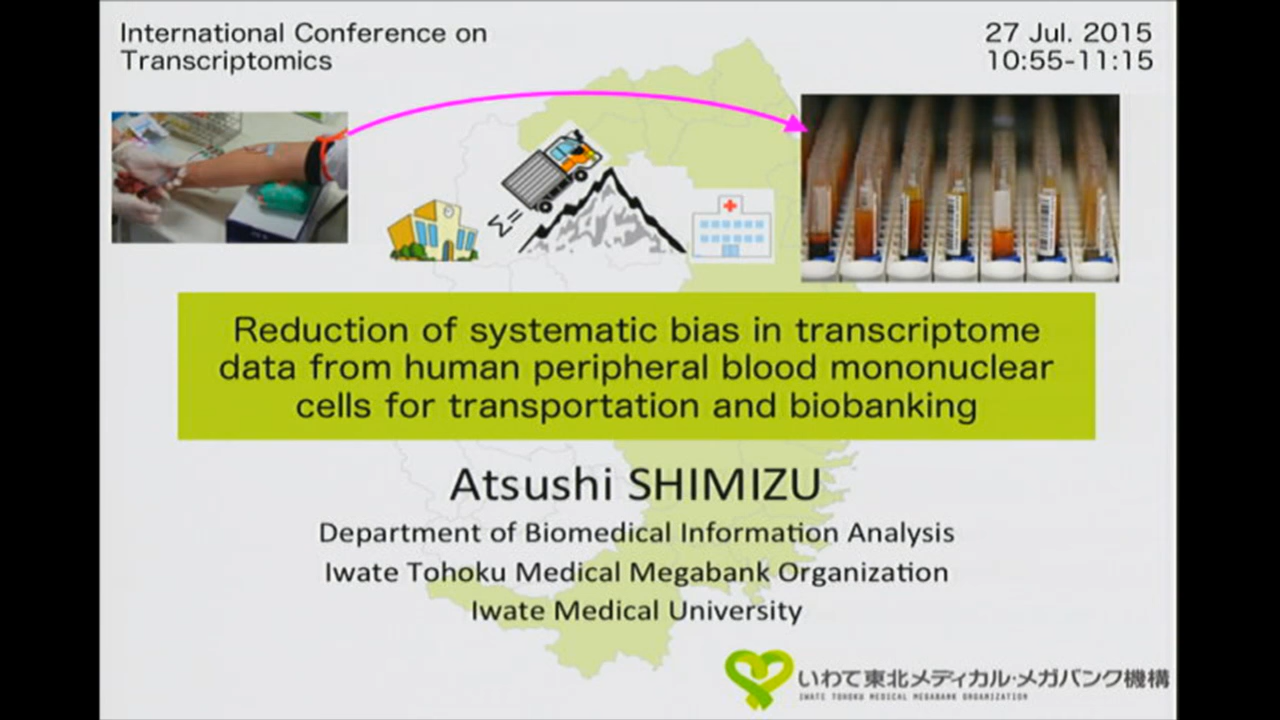 International Conference on
Transcriptomics
27 Jul. 2015
10:55-11:15
Σ=
Reduction of systematic bias in transcriptome
data from human peripheral blood mononuclear
cells for transportation and biobanking
Atsushi SHIMIZU
Department of Biomedical Information Analysis
Iwate Tohoku Medical Megabank Organization
Iwate Medical University
いわて東北メディカル・メガバンク機構
IWATE TOHOKU MEDICAL MEGABANK ORGANIZATION